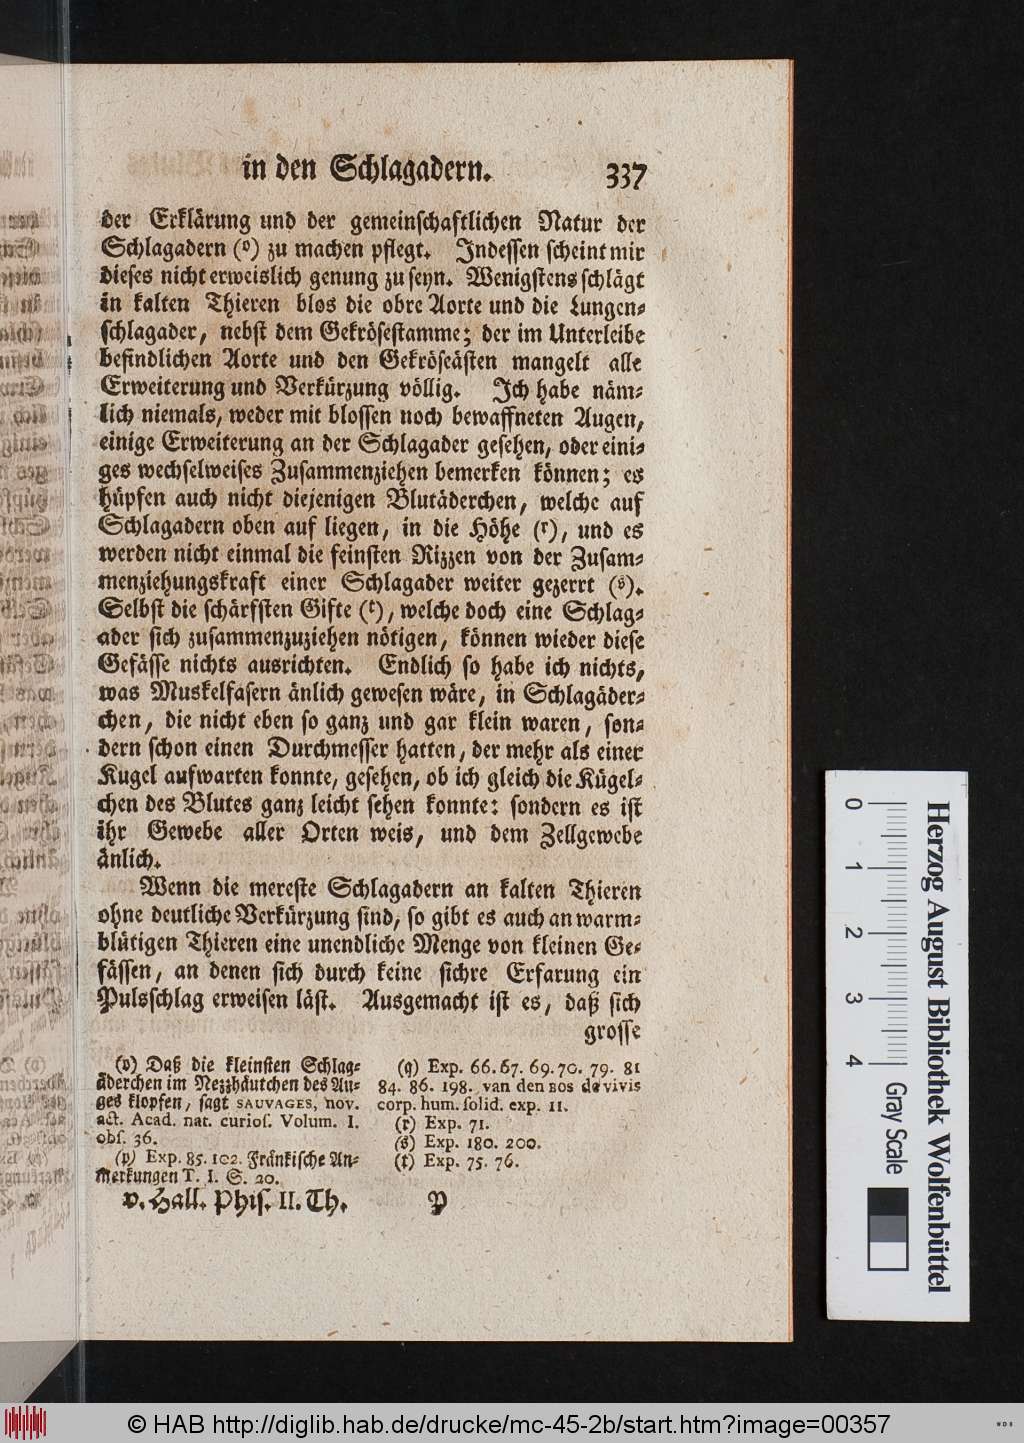 in den Schlagadern. 337
der Erklärung und der gemeinschaftlichen Natur der
Schlagadern (o) zu machen pflegt. Indessen scheint mir
dieses nicht erweislich genung zu seyn. Wenigstens schlägt
in kalten Thieren blos die obre Aorte und die Lungen-
schlagader, nebst dem Gekrösestamme; der im Unterleibe
befindlichen Aorte und den Gekröseästen mangelt alle
Erweiterung und Verkürzung völlig. Ich habe näm-
lich niemals, weder mit blossen noch bewaffneten Augen,
einige Erweiterung an der Schlagader gesehen, oder eini-
ges wechselweises Zusammenziehen bemerken können; es
hüpfen auch nicht diejenigen Blutäderchen, welche auf
Schlagadern oben auf liegen, in die Höhe (r), und es
werden nicht einmal die feinsten Rizzen von der Zusam-
menziehungskraft einer Schlagader weiter gezerrt (s).
Selbst die schärfsten Gifte (t), welche doch eine Schlag-
ader sich zusammenzuziehen nötigen, können wieder diese
Gefässe nichts ausrichten. Endlich so habe ich nichts,
was Muskelfasern änlich gewesen wäre, in Schlagäder-
chen, die nicht eben so ganz und gar klein waren, son-
dern schon einen Durchmesser hatten, der mehr als einer
Kugel aufwarten konnte, gesehen, ob ich gleich die Kügel-
chen des Blutes ganz leicht sehen konnte: sondern es ist
ihr Gewebe aller Orten weis, und dem Zellgewebe
änlich.
Wenn die mereste Schlagadern an kalten Thieren
ohne deutliche Verkürzung sind, so gibt es auch an warm-
blütigen Thieren eine unendliche Menge von kleinen Ge-
fässen, an denen sich durch keine sichre Erfarung ein
Pulsschlag erweisen läst. Ausgemacht ist es, daß sich
grosse
(o) Daß die kleinsten Schlag-
äderchen im Nezzhäutchen des Au-
ges klopfen, sagt SAUVAGES, nov.
act. Acad. nat. curios. Volum. I.
obs. 36.
(p) Exp. 85. 102. Fränkische An-
merkungen T. I. S. 20.
(q) Exp. 66. 67. 69. 70. 79. 81
84. 86. 198. van den BOS de vivis
corp. hum. solid. exp. 11.
(r) Exp. 71.
(s) Exp. 180. 200.
(t) Exp. 75. 76.
v. Hall. Phis. II. Th. Y
0 1 2 3 4
Gray Scale
Herzog August Bibliothek Wolfenbüttel
© HAB http://diglib.hab.de/drucke/mc-45-2b/start.htm?image=00357